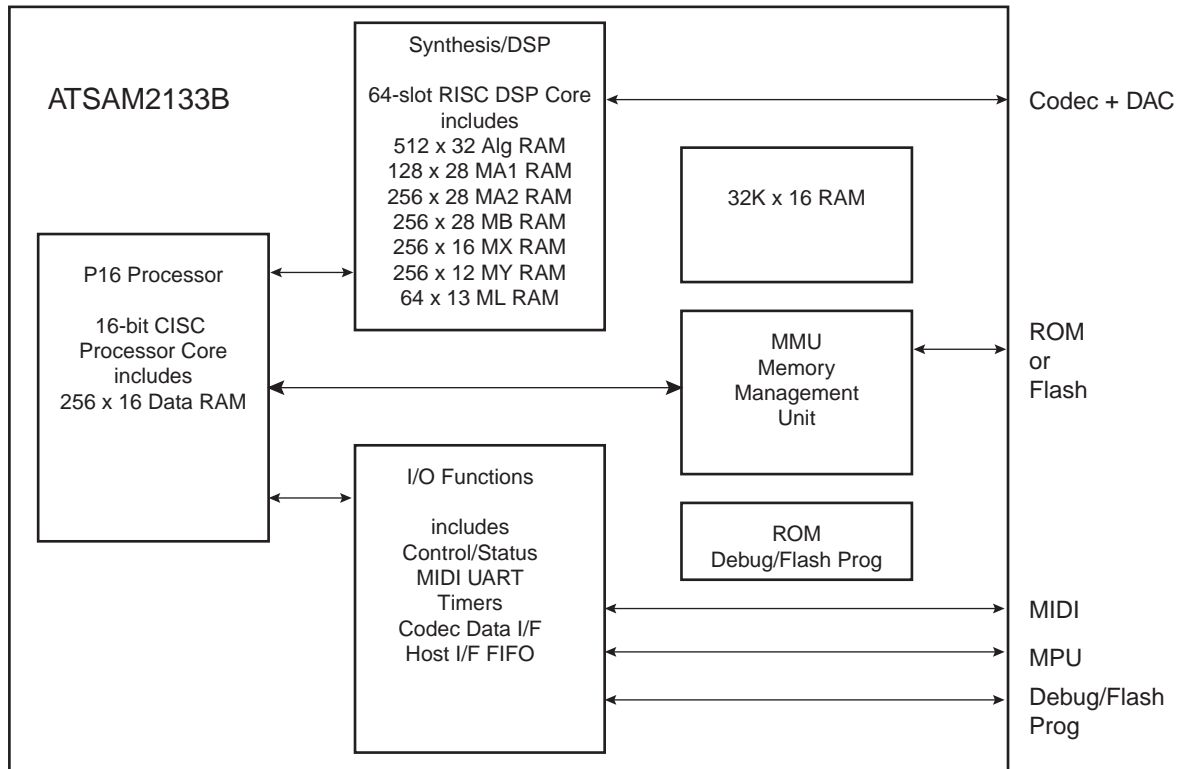 ATSAM2133B
Synthesis/DSP
64-slot RISC DSP Core
includes
512 x 32 Alg RAM
128 x 28 MA1 RAM
256 x 28 MA2 RAM
256 x 28 MB RAM
256 x 16 MX RAM
256 x 12 MY RAM
64 x 13 ML RAM
Codec + DAC
32K x 16 RAM
P16 Processor
16-bit CISC
Processor Core
includes
256 x 16 Data RAM
MMU
Memory
Management
Unit
ROM
or
Flash
I/O Functions
includes
Control/Status
MIDI UART
Timers
Codec Data I/F
Host I/F FIFO
ROM
Debug/Flash Prog
MIDI
MPU
Debug/Flash
Prog